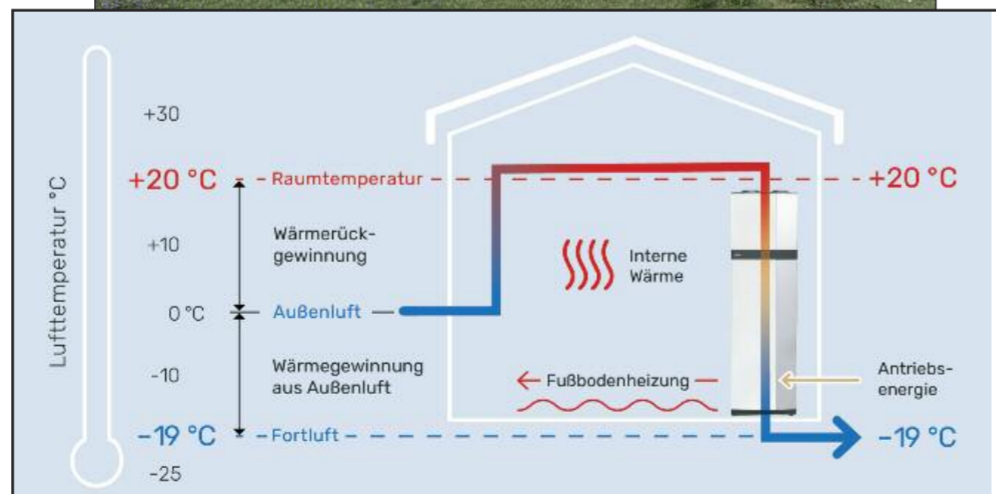 Lufttemperatur °C
+30
+20 °C
Raumtemperatur
+20 °C
Wärmerück-
gewinnung
+10
Interne
Wärme
0 °C
Außenluft
Wärmegewinnung
aus Außenluft
-10
Fußbodenheizung
Antriebs-
energie
–19 °C
Fortluft
–19 °C
-25